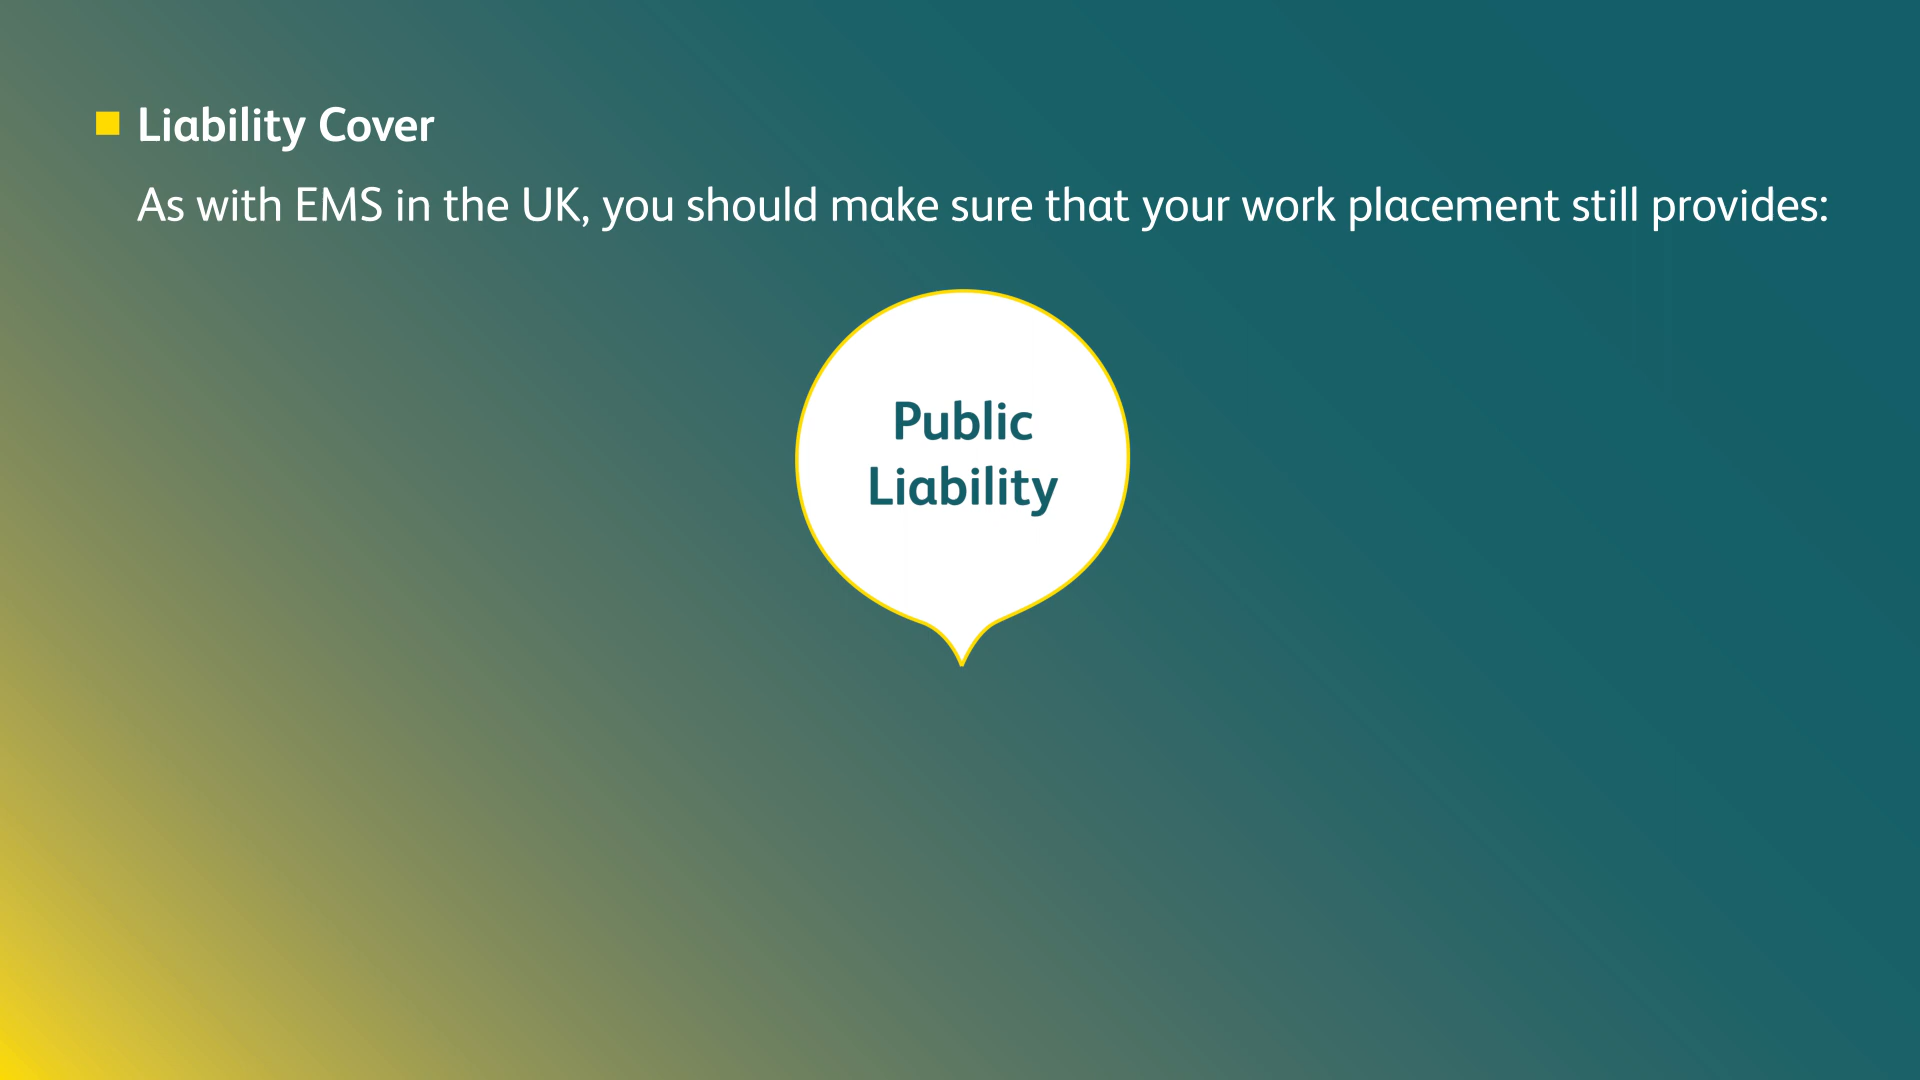 Liability Cover
As with EMS in the UK, you should make sure that your work placement still provides:
Public
Liability